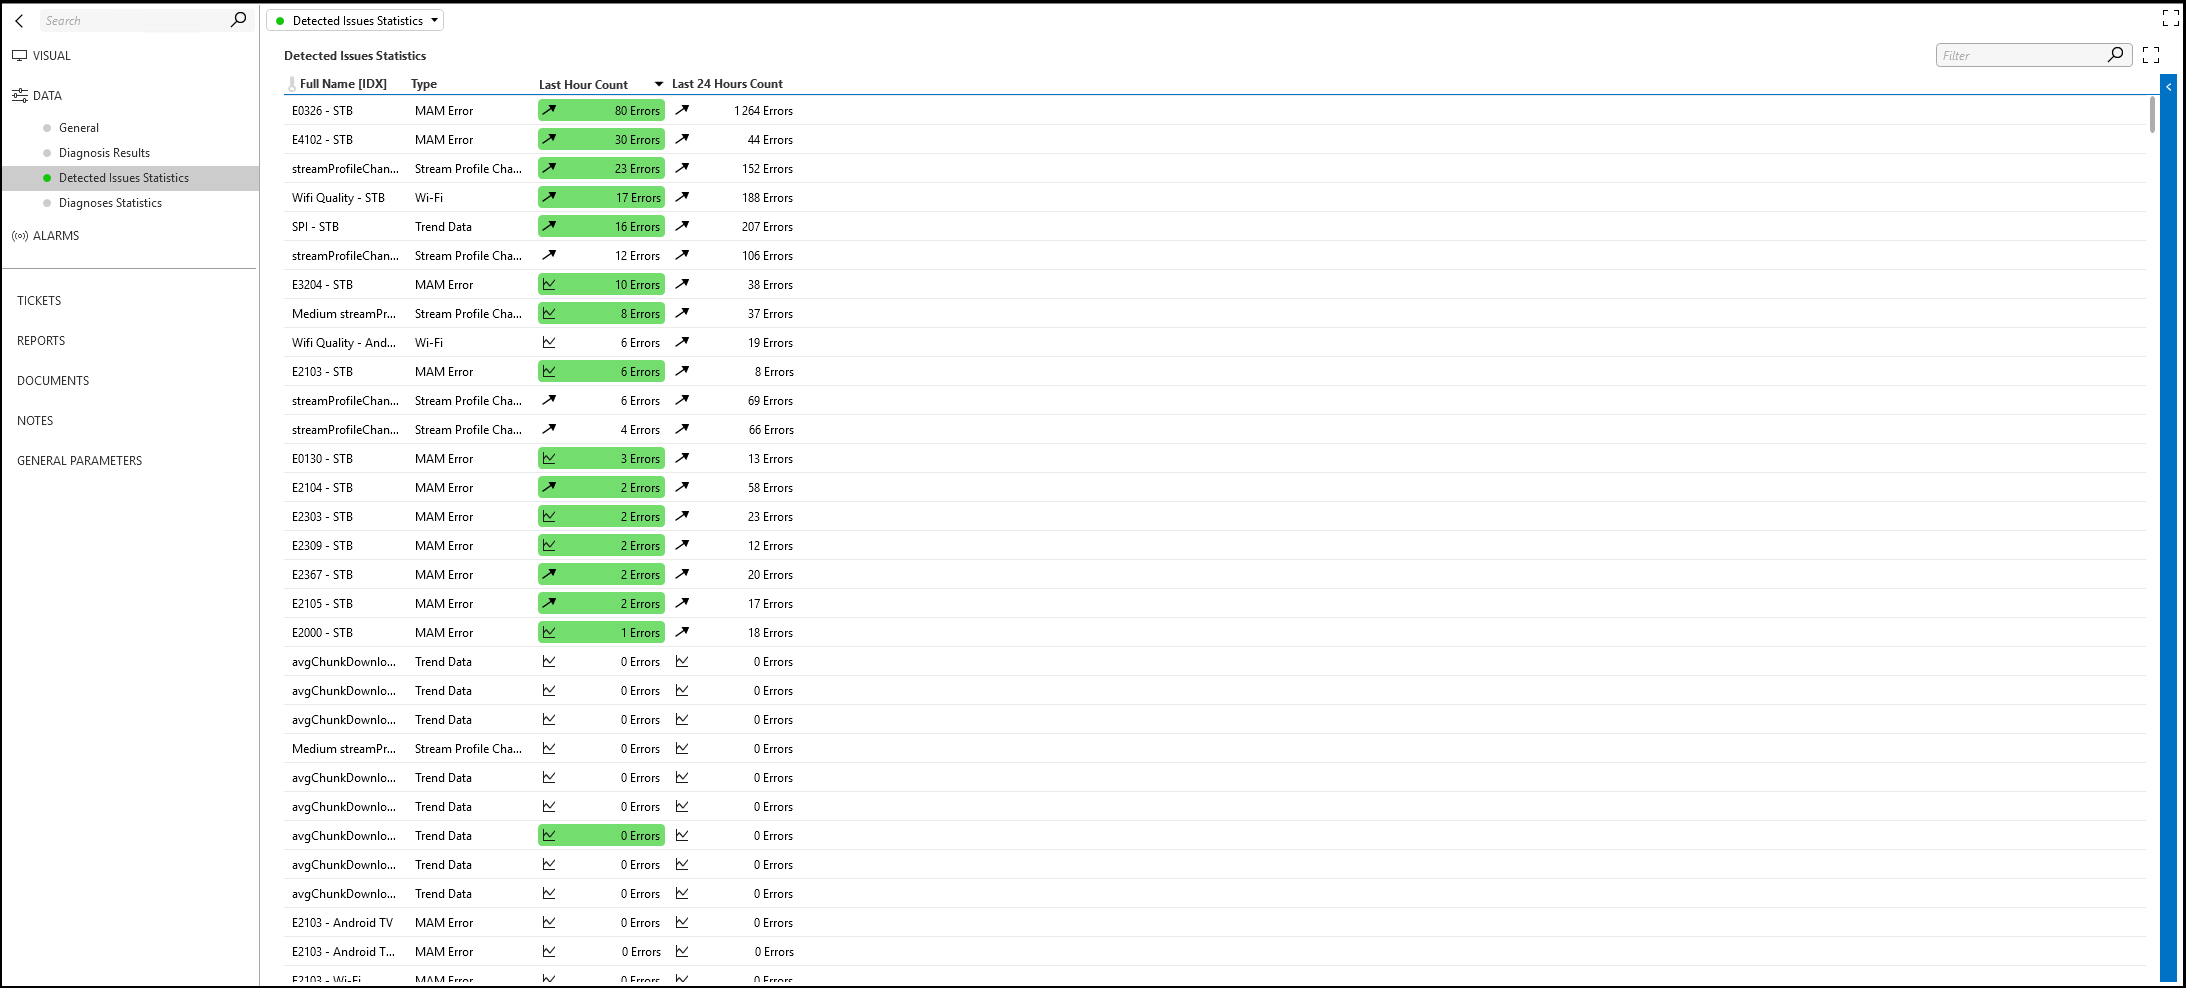 Search
VISUAL
DATA
General
Diagnosis Results
Detected Issues Statistics
Diagnoses Statistics
ALARMS
TICKETS
REPORTS
DOCUMENTS
NOTES
GENERAL PARAMETERS
Detected Issues Statistics
Detected Issues Statistics
Filter
Full Name [IDX] Type Last Hour Count Last 24 Hours Count
E0326 - STB MAM Error 80 Errors 1 264 Errors
E4102 - STB MAM Error 30 Errors 44 Errors
streamProfileChan... Stream Profile Cha... 23 Errors 152 Errors
Wifi Quality - STB Wi-Fi 17 Errors 188 Errors
SPI - STB Trend Data 16 Errors 207 Errors
streamProfileChan... Stream Profile Cha... 12 Errors 106 Errors
E3204 - STB MAM Error 10 Errors 38 Errors
Medium streamPr... Stream Profile Cha... 8 Errors 37 Errors
Wifi Quality - And... Wi-Fi 6 Errors 19 Errors
E2103 - STB MAM Error 6 Errors 8 Errors
streamProfileChan... Stream Profile Cha... 6 Errors 69 Errors
streamProfileChan... Stream Profile Cha... 4 Errors 66 Errors
E0130 - STB MAM Error 3 Errors 13 Errors
E2104 - STB MAM Error 2 Errors 58 Errors
E2303 - STB MAM Error 2 Errors 23 Errors
E2309 - STB MAM Error 2 Errors 12 Errors
E2367 - STB MAM Error 2 Errors 20 Errors
E2105 - STB MAM Error 2 Errors 17 Errors
E2000 - STB MAM Error 1 Errors 18 Errors
avgChunkDownlo... Trend Data 0 Errors 0 Errors
avgChunkDownlo... Trend Data 0 Errors 0 Errors
avgChunkDownlo... Trend Data 0 Errors 0 Errors
Medium streamPr... Stream Profile Cha... 0 Errors 0 Errors
avgChunkDownlo... Trend Data 0 Errors 0 Errors
avgChunkDownlo... Trend Data 0 Errors 0 Errors
avgChunkDownlo... Trend Data 0 Errors 0 Errors
avgChunkDownlo... Trend Data 0 Errors 0 Errors
avgChunkDownlo... Trend Data 0 Errors 0 Errors
E2103 - Android TV MAM Error 0 Errors 0 Errors
E2103 - Android T... MAM Error 0 Errors 0 Errors
E2103 - Wi-Fi MAM Error 0 Errors 0 Errors